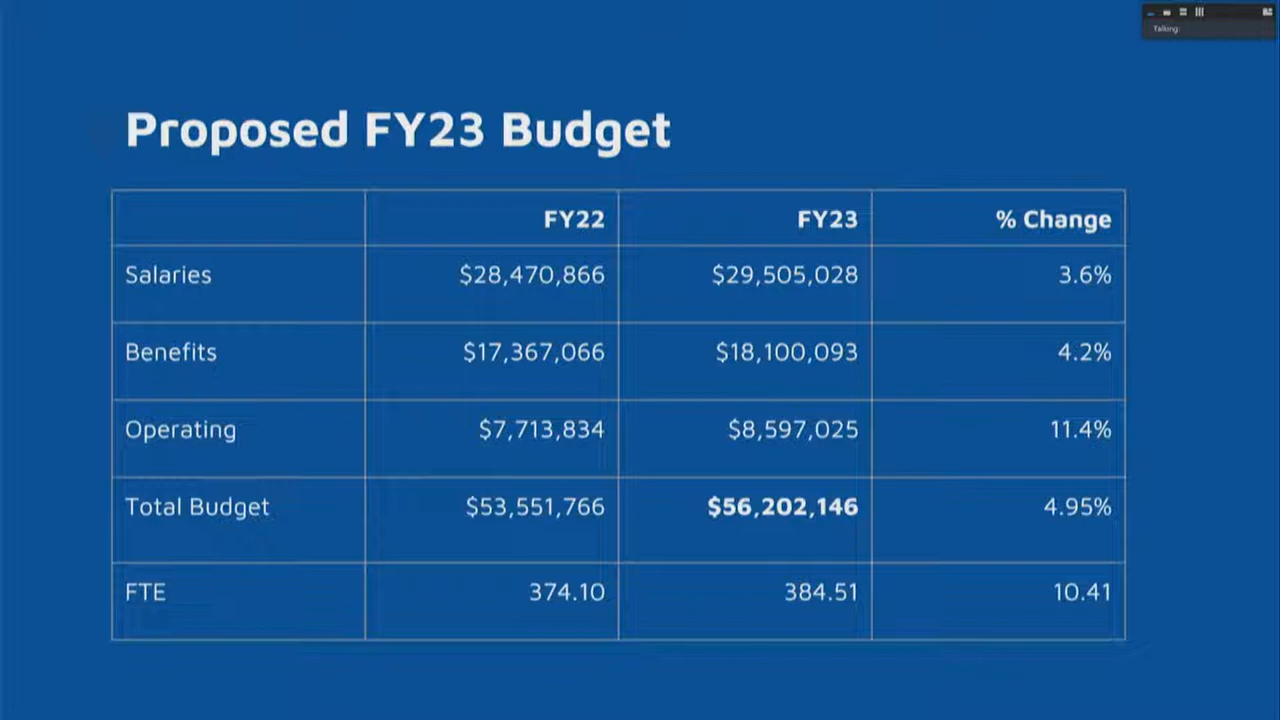 Talking:
Proposed FY23 Budget
FY22 FY23 % Change
Salaries $28,470,866 $29,505,028 3.6%
Benefits $17,367,066 $18,100,093 4.2%
Operating $7,713,834 $8,597,025 11.4%
Total Budget $53,551,766 $56,202,146 4.95%
FTE 374.10 384.51 10.41